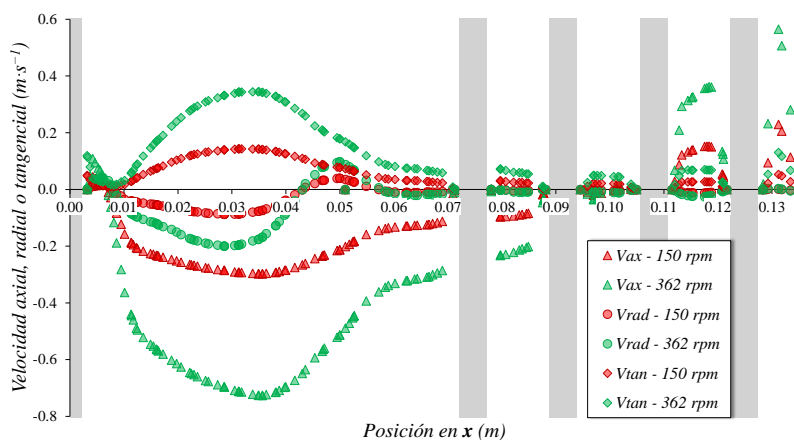 Velocidad axial, radial o tangencial (m·s⁻¹)
0.6
0.4
0.2
0.0
-0.2
-0.4
-0.6
-0.8
0.00 0.01 0.02 0.03 0.04 0.05 0.06 0.07 0.08 0.09 0.10 0.11 0.12 0.13
Vax - 150 rpm
Vax - 362 rpm
Vrad - 150 rpm
Vrad - 362 rpm
Vtan - 150 rpm
Vtan - 362 rpm
Posición en x (m)